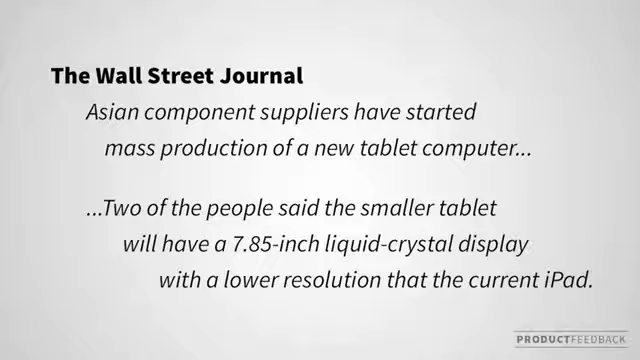 The Wall Street Journal
Asian component suppliers have started
mass production of a new tablet computer...
...Two of the people said the smaller tablet
will have a 7.85-inch liquid-crystal display
with a lower resolution that the current iPad.
PRODUCTFEEDBACK